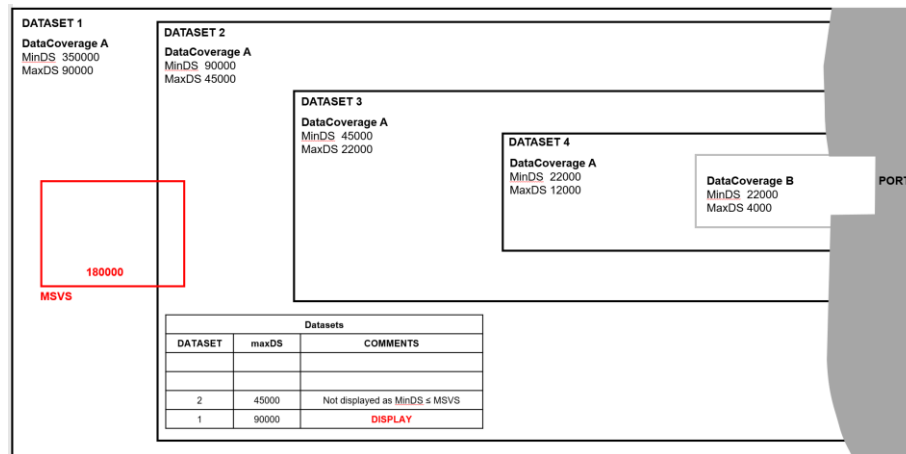 DATASET 1
DataCoverage A
MinDS 350000
MaxDS 90000
DATASET 2
DataCoverage A
MinDS 90000
MaxDS 45000
DATASET 3
DataCoverage A
MinDS 45000
MaxDS 22000
DATASET 4
DataCoverage A
MinDS 22000
MaxDS 12000
DataCoverage B
MinDS 22000
MaxDS 4000
PORT
180000
MSVS
Datasets
DATASET maxDS COMMENTS
2 45000 Not displayed as MinDS ≤ MSVS
1 90000 DISPLAY